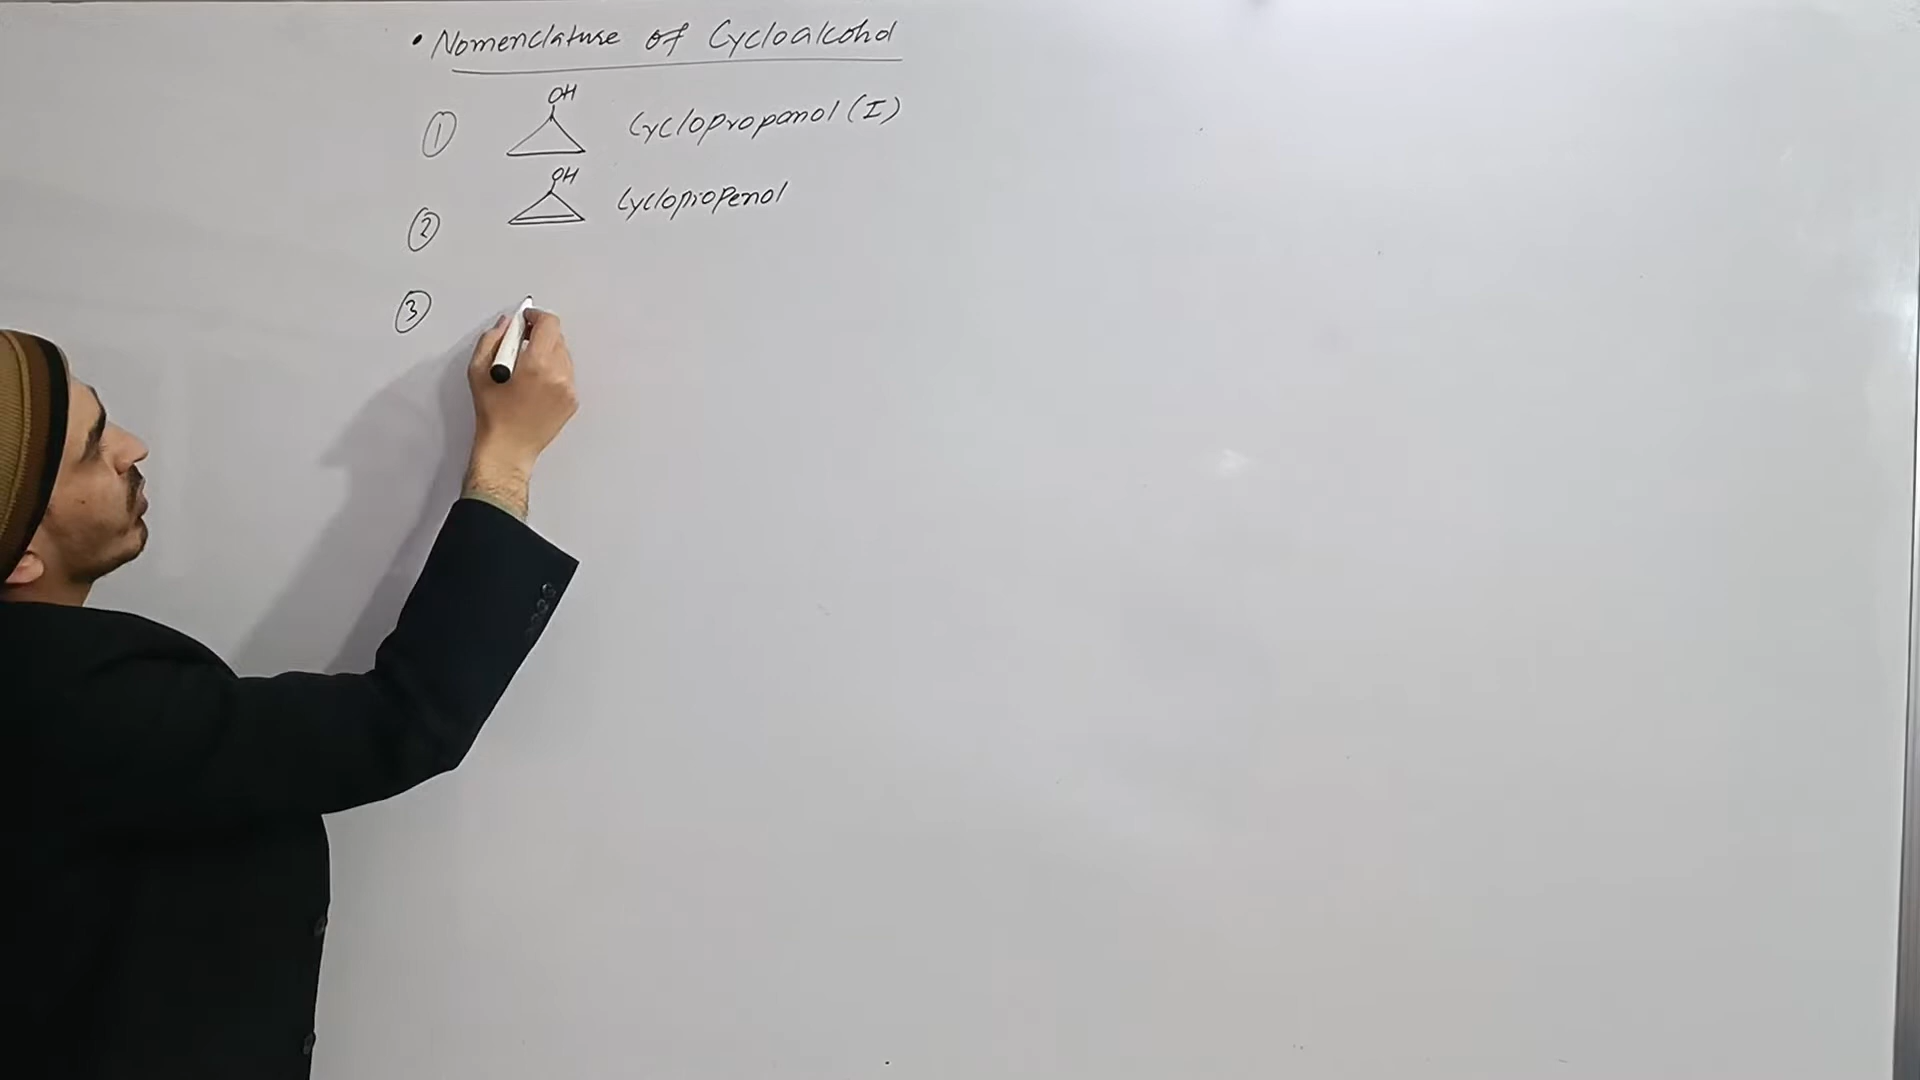 • Nomenclature of Cycloalcohol
① OH Cyclopropanol (I)
② OH Cyclopropenol
③